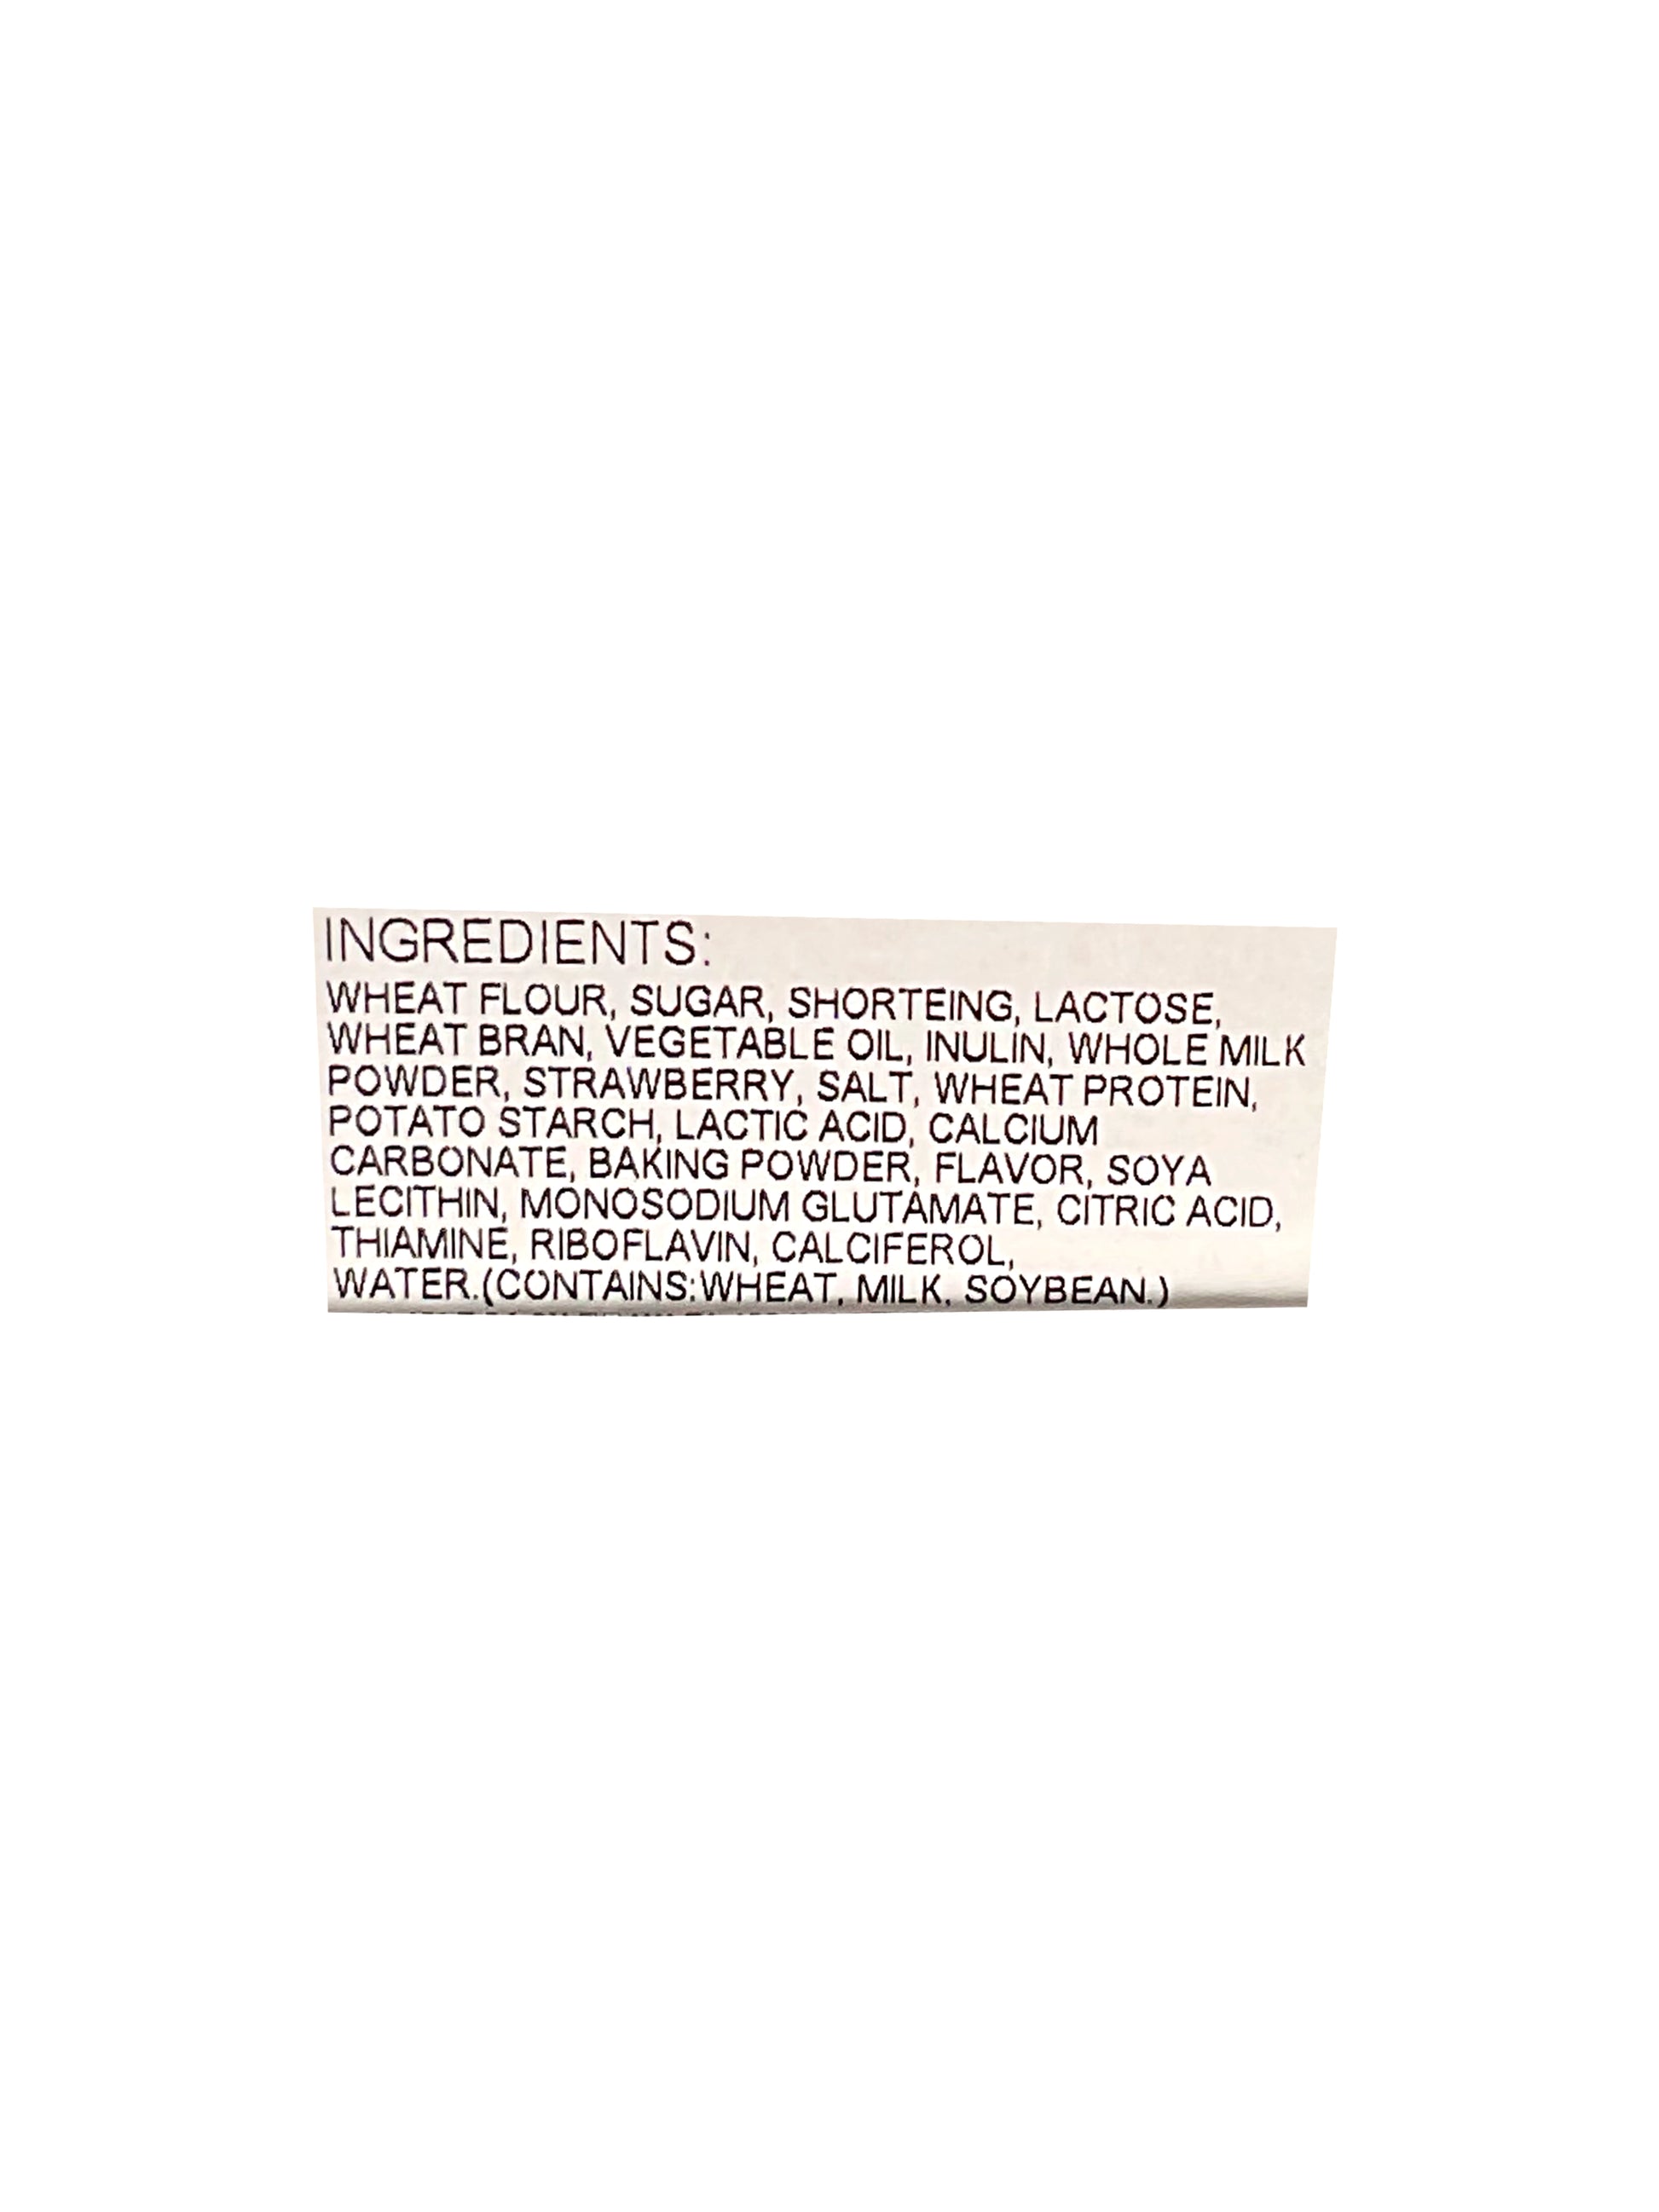 INGREDIENTS:
WHEAT FLOUR, SUGAR, SHORTEING, LACTOSE,
WHEAT BRAN, VEGETABLE OIL, INULIN, WHOLE MILK
POWDER, STRAWBERRY, SALT, WHEAT PROTEIN,
POTATO STARCH, LACTIC ACID, CALCIUM
CARBONATE, BAKING POWDER, FLAVOR, SOYA
LECITHIN, MONOSODIUM GLUTAMATE, CITRIC ACID,
THIAMINE, RIBOFLAVIN, CALCIFEROL,
WATER.(CONTAINS:WHEAT, MILK, SOYBEAN.)